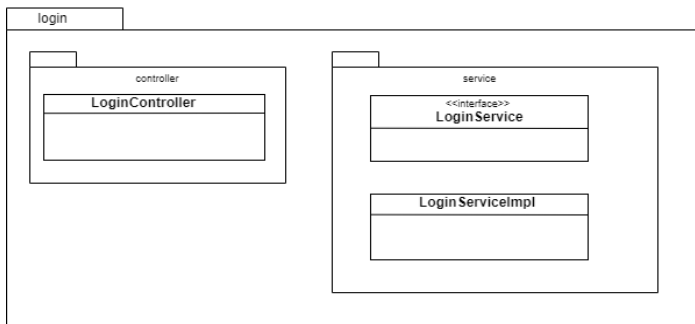 login
controller
LoginController
service
<<interface>>
LoginService
LoginServiceImpl